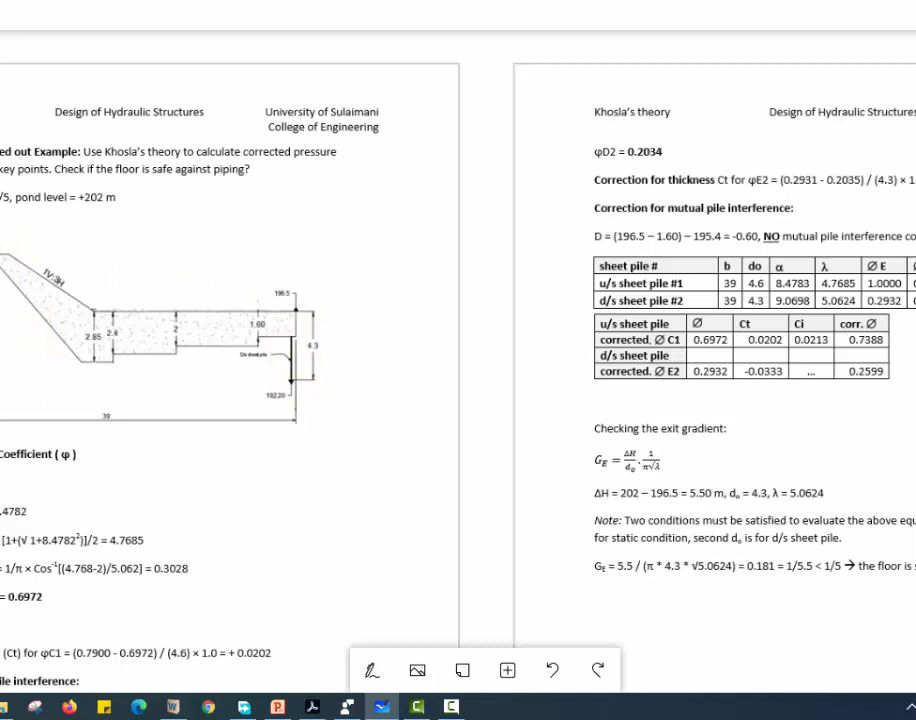 Design of Hydraulic Structures
University of Sulaimani
College of Engineering
ed out Example: Use Khosla's theory to calculate corrected pressure
key points. Check if the floor is safe against piping?
/5, pond level = +202 m
1V:3H
196.5
2.85
2.4
2
1.60
4.3
D/s sheet pile
192.20
39
Coefficient ( φ )
.4782
[1+(√ 1+8.4782²)]/2 = 4.7685
= 1/π × Cos⁻¹[(4.768-2)/5.062] = 0.3028
= 0.6972
(Ct) for φC1 = (0.7900 - 0.6972) / (4.6) × 1.0 = + 0.0202
ile interference:
Khosla's theory
Design of Hydraulic Structures
φD2 = 0.2034
Correction for thickness Ct for φE2 = (0.2931 - 0.2035) / (4.3) × 1
Correction for mutual pile interference:
D = (196.5 – 1.60) – 195.4 = -0.60, NO mutual pile interference co
sheet pile # b do α λ ∅ E
u/s sheet pile #1 39 4.6 8.4783 4.7685 1.0000 0
d/s sheet pile #2 39 4.3 9.0698 5.0624 0.2932 0
u/s sheet pile ∅ Ct Ci corr. ∅
corrected. ∅ C1 0.6972 0.0202 0.0213 0.7388
d/s sheet pile
corrected. ∅ E2 0.2932 -0.0333 ... 0.2599
Checking the exit gradient:
G_E = ΔH/d_o . 1/π√λ
ΔH = 202 – 196.5 = 5.50 m, dₒ = 4.3, λ = 5.0624
Note: Two conditions must be satisfied to evaluate the above equ
for static condition, second dₒ is for d/s sheet pile.
G_E = 5.5 / (π * 4.3 * √5.0624) = 0.181 = 1/5.5 < 1/5 → the floor is s